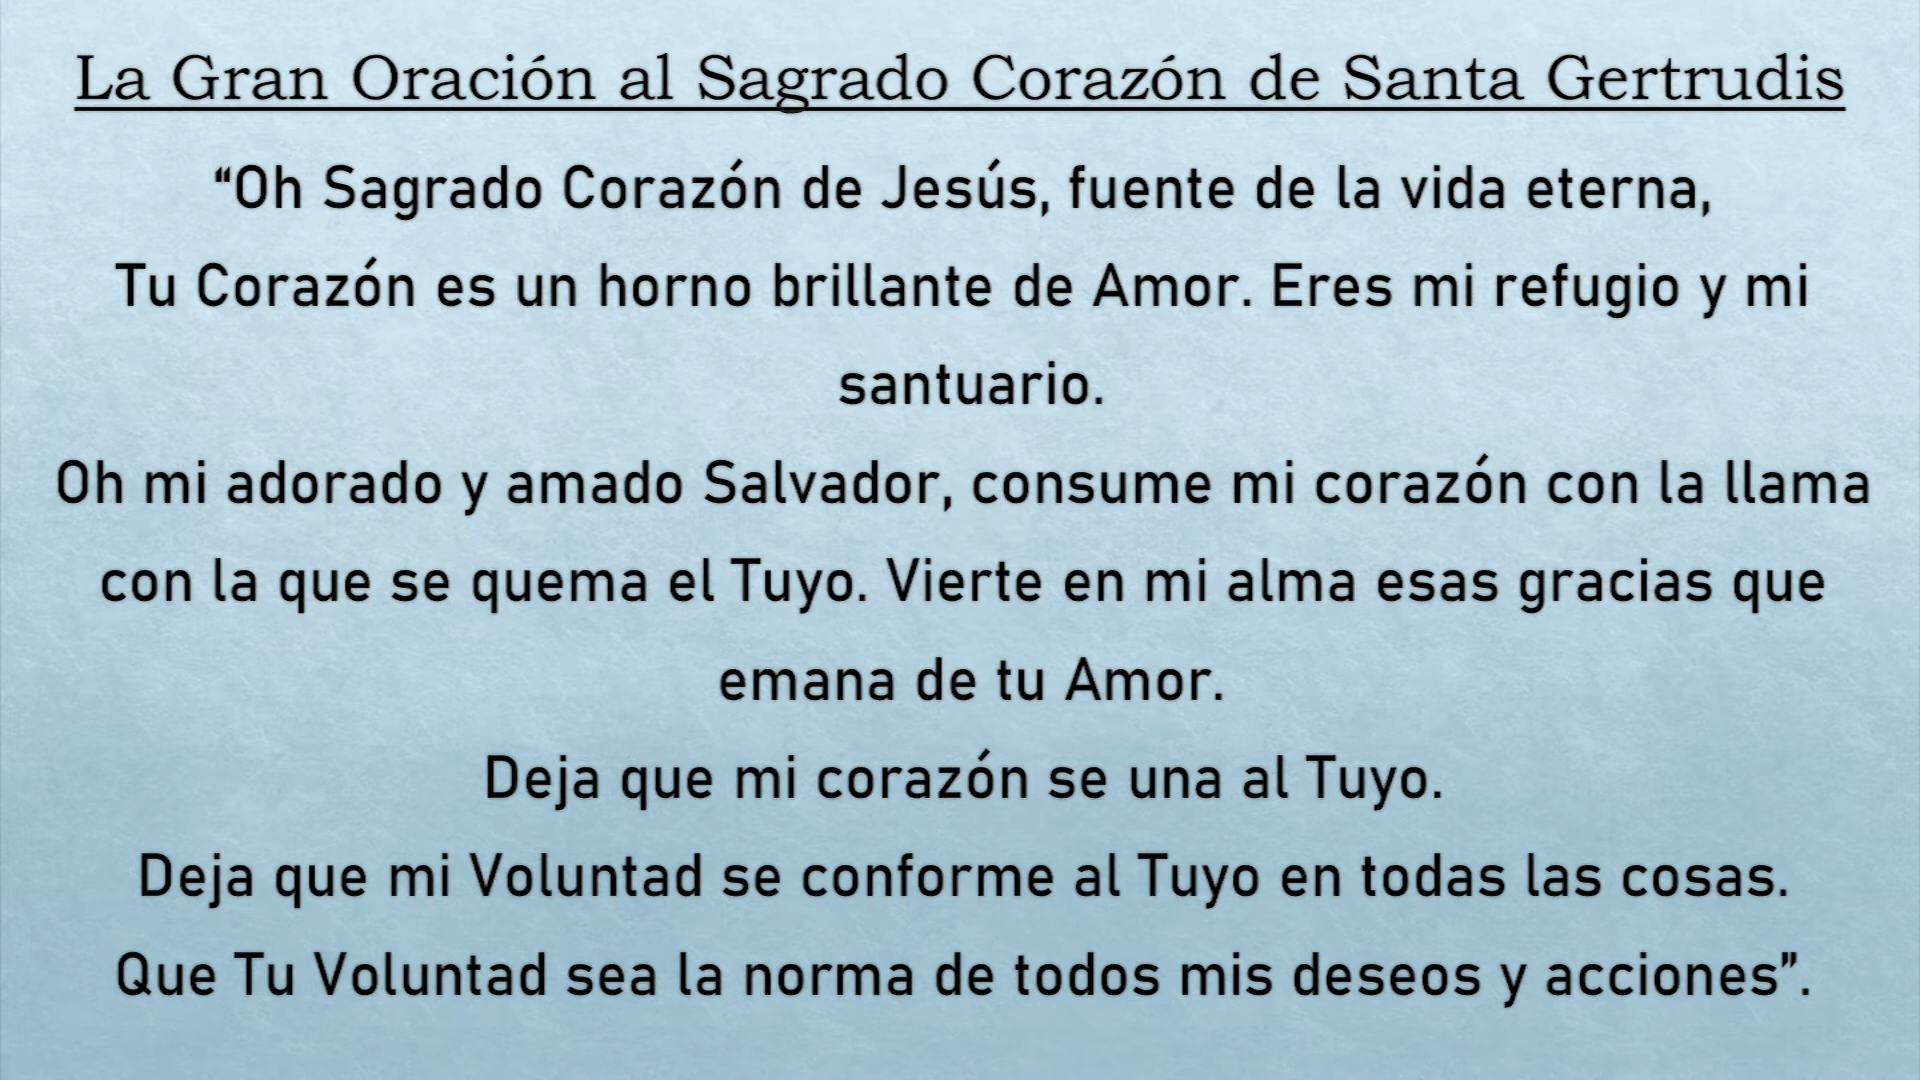 La Gran Oración al Sagrado Corazón de Santa Gertrudis
“Oh Sagrado Corazón de Jesús, fuente de la vida eterna,
Tu Corazón es un horno brillante de Amor. Eres mi refugio y mi
santuario.
Oh mi adorado y amado Salvador, consume mi corazón con la llama
con la que se quema el Tuyo. Vierte en mi alma esas gracias que
emana de tu Amor.
Deja que mi corazón se una al Tuyo.
Deja que mi Voluntad se conforme al Tuyo en todas las cosas.
Que Tu Voluntad sea la norma de todos mis deseos y acciones”.